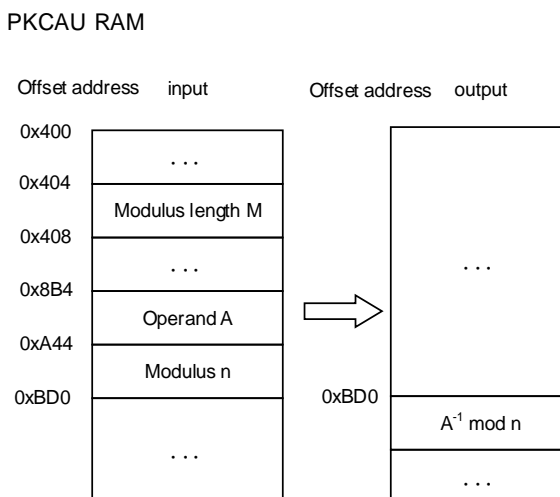 PKCAU RAM
Offset address input
Offset address output
0x400
. . .
0x404
Modulus length M
0x408
. . .
. . .
0x8B4
Operand A
0xA44
Modulus n
0xBD0
0xBD0
A-1 mod n
. . .
. . .